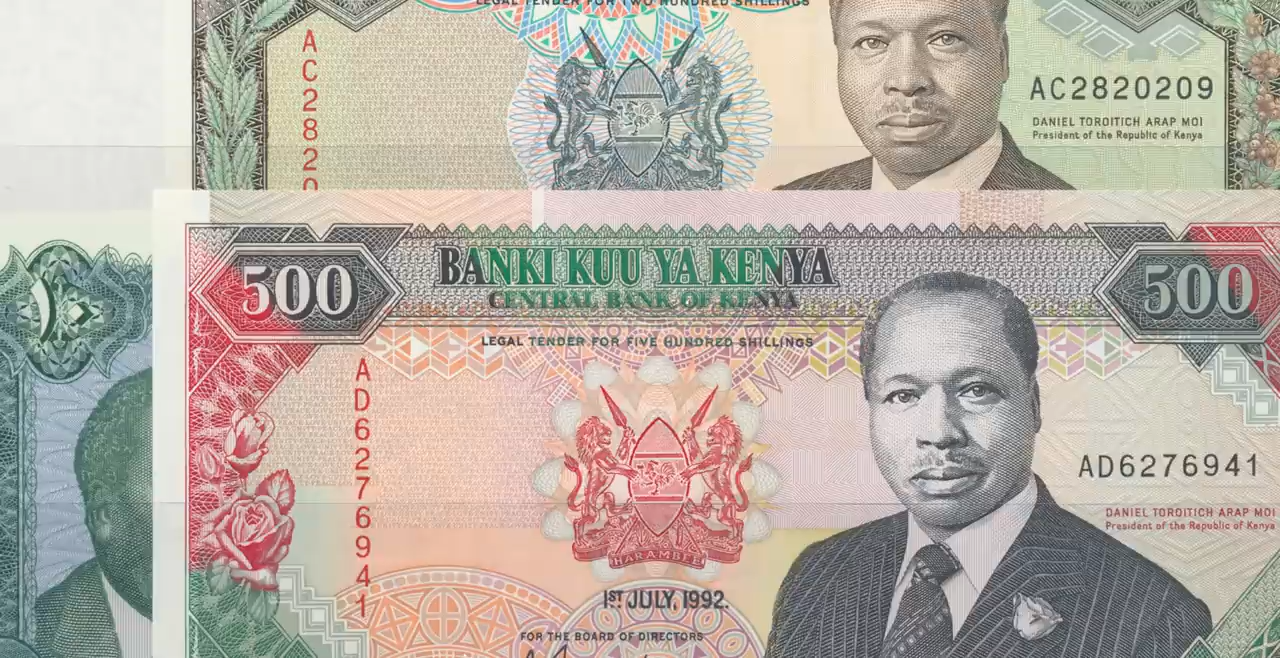 LEGAL TENDER FOR TWO HUNDRED SHILLINGS
AC2820
AC2820209
DANIEL TOROITICH ARAP MOI
President of the Republic of Kenya
500
BANKI KUU YA KENYA
500
CENTRAL BANK OF KENYA
LEGAL TENDER FOR FIVE HUNDRED SHILLINGS
AD6276941
AD6276941
DANIEL TOROITICH ARAP MOI
President of the Republic of Kenya
HARAMBEE
1ST JULY, 1992.
FOR THE BOARD OF DIRECTORS